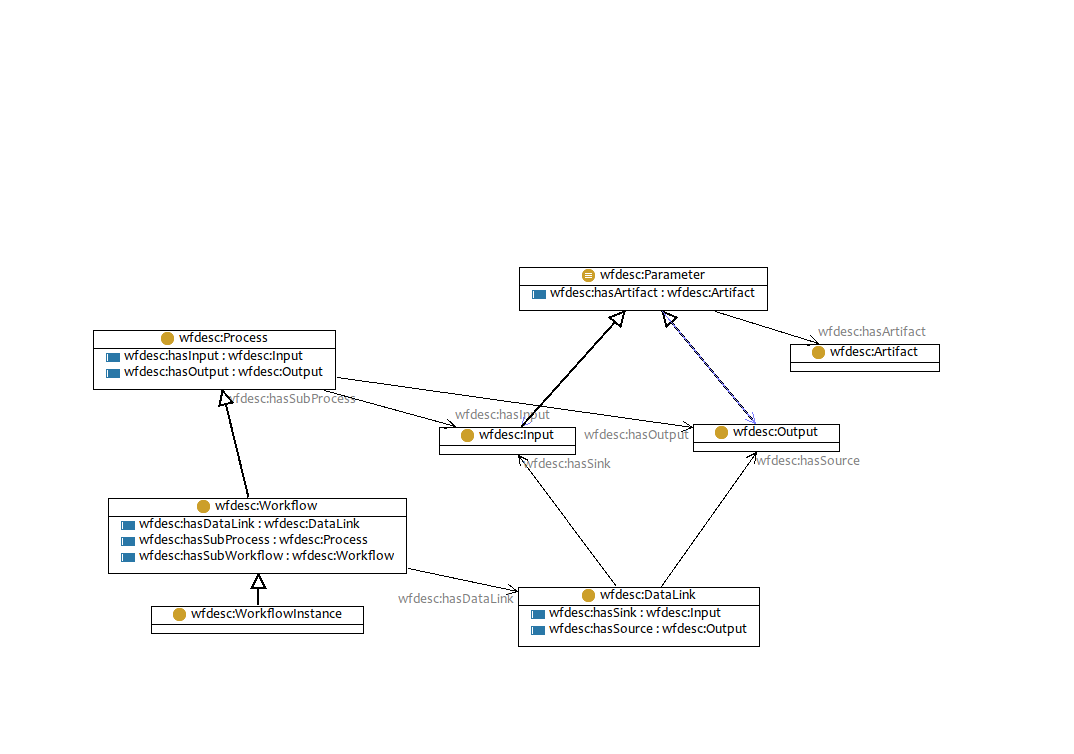 wfdesc:Parameter
wfdesc:hasArtifact : wfdesc:Artifact
wfdesc:hasArtifact
wfdesc:Artifact
wfdesc:Process
wfdesc:hasInput : wfdesc:Input
wfdesc:hasOutput : wfdesc:Output
wfdesc:hasSubProcess
wfdesc:hasInput
wfdesc:Input
wfdesc:hasOutput
wfdesc:Output
wfdesc:hasSink
wfdesc:hasSource
wfdesc:Workflow
wfdesc:hasDataLink : wfdesc:DataLink
wfdesc:hasSubProcess : wfdesc:Process
wfdesc:hasSubWorkflow : wfdesc:Workflow
wfdesc:hasDataLink
wfdesc:WorkflowInstance
wfdesc:DataLink
wfdesc:hasSink : wfdesc:Input
wfdesc:hasSource : wfdesc:Output